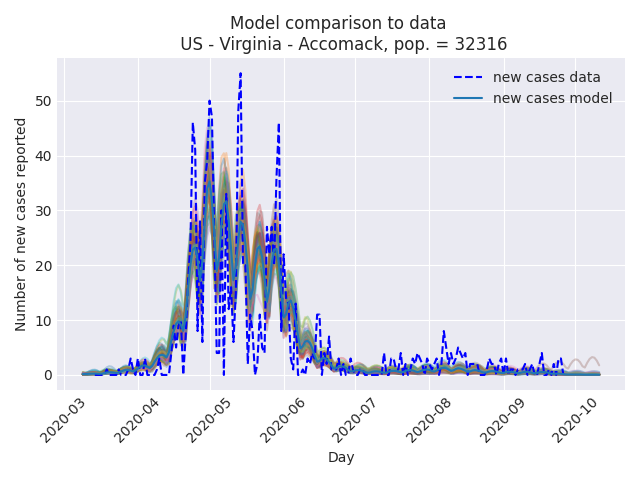 Model comparison to data
US - Virginia - Accomack, pop. = 32316
new cases data
new cases model
Number of new cases reported
50
40
30
20
10
0
2020-03
2020-04
2020-05
2020-06
2020-07
2020-08
2020-09
2020-10
Day